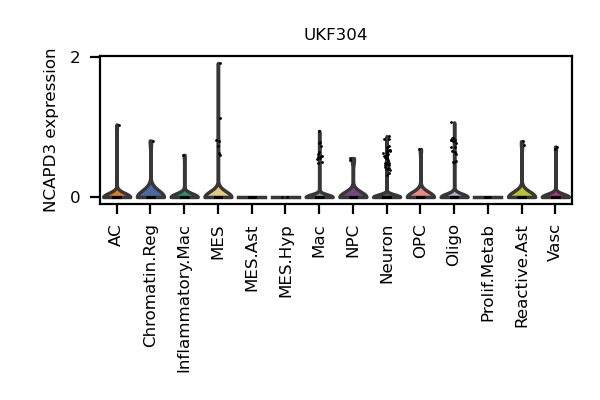 UKF304
NCAPD3 expression
2
0
AC
Chromatin.Reg
Inflammatory.Mac
MES
MES.Ast
MES.Hyp
Mac
NPC
Neuron
OPC
Oligo
Prolif.Metab
Reactive.Ast
Vasc